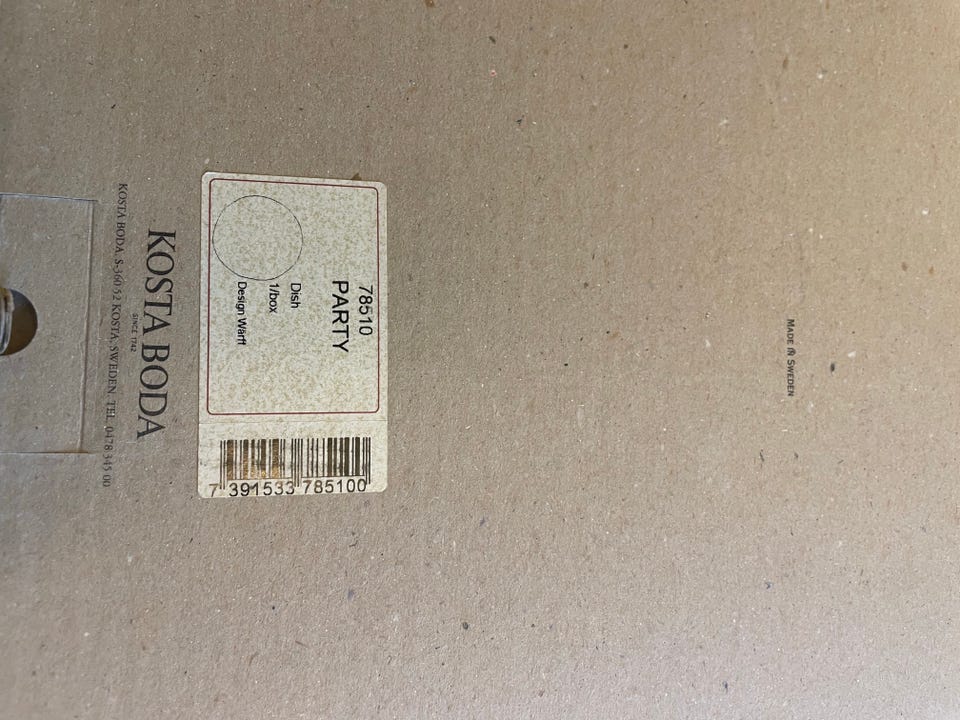 MADE IN SWEDEN
78510
PARTY
Dish
1/box
Design Wärff
7 391533 785100
KOSTA BODA
SINCE 1742
KOSTA BODA, S-360 52 KOSTA, SWEDEN. TEL. 0478 345 00